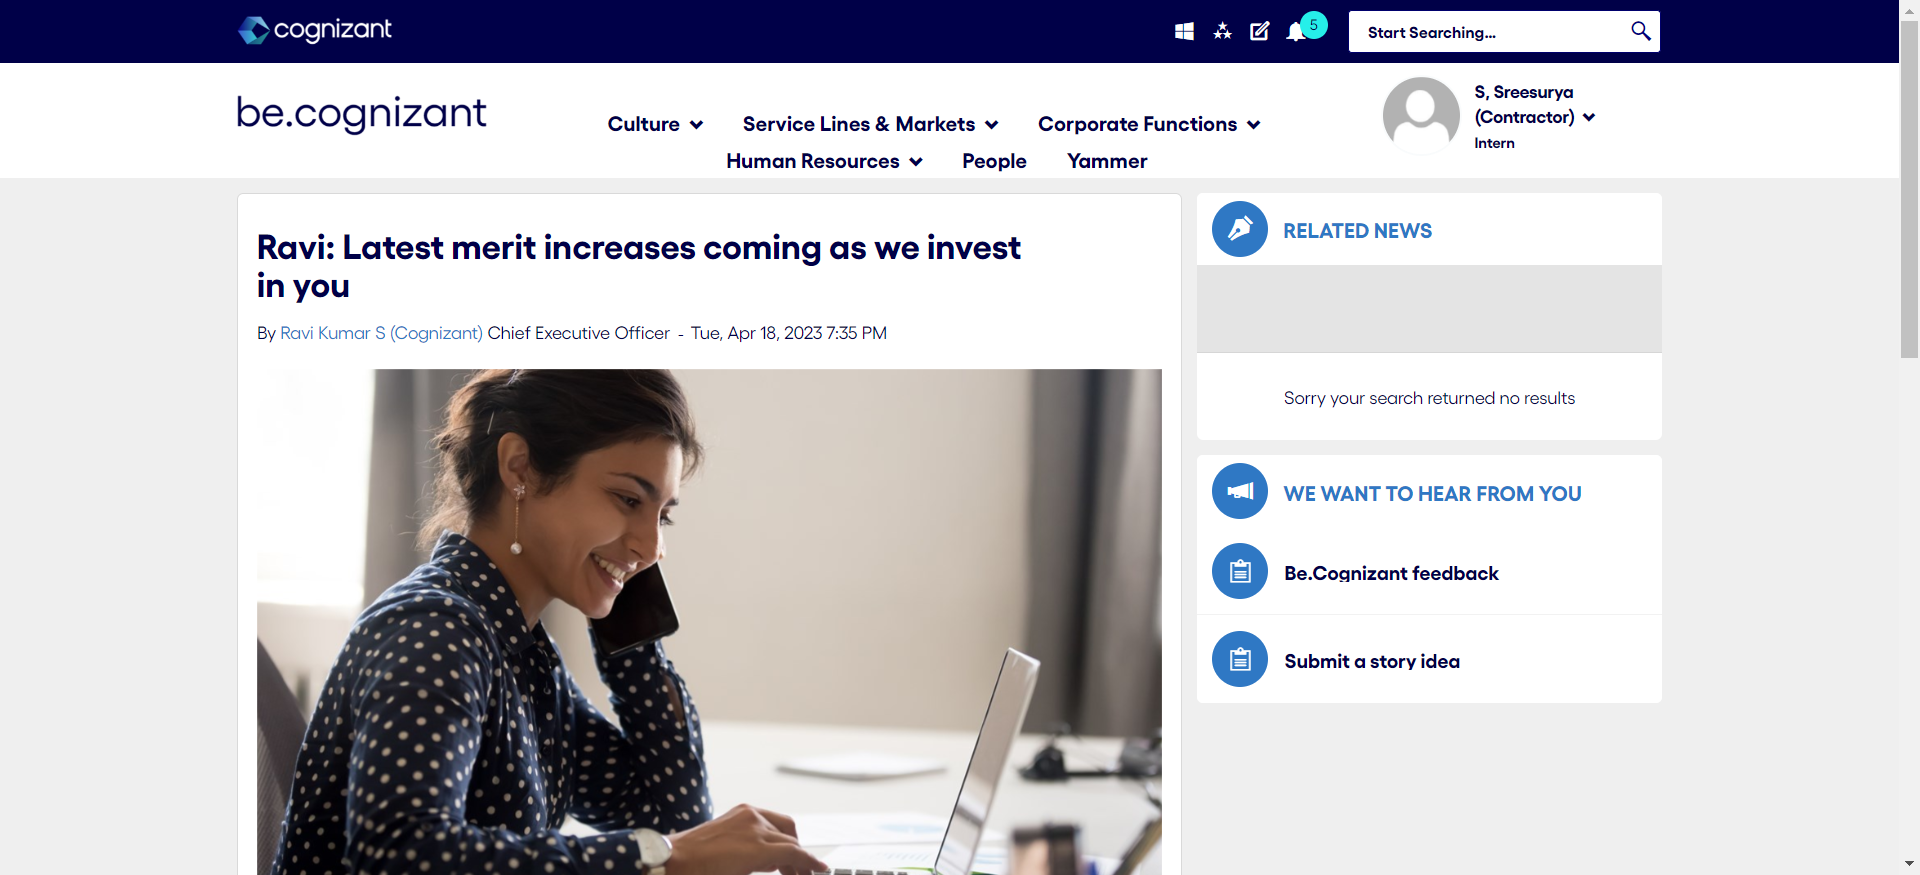 cognizant
5
Start Searching...
be.cognizant
Culture
Service Lines & Markets
Corporate Functions
Human Resources
People
Yammer
S, Sreesurya
(Contractor)
Intern
Ravi: Latest merit increases coming as we invest
in you
By Ravi Kumar S (Cognizant) Chief Executive Officer - Tue, Apr 18, 2023 7:35 PM
RELATED NEWS
Sorry your search returned no results
WE WANT TO HEAR FROM YOU
Be.Cognizant feedback
Submit a story idea